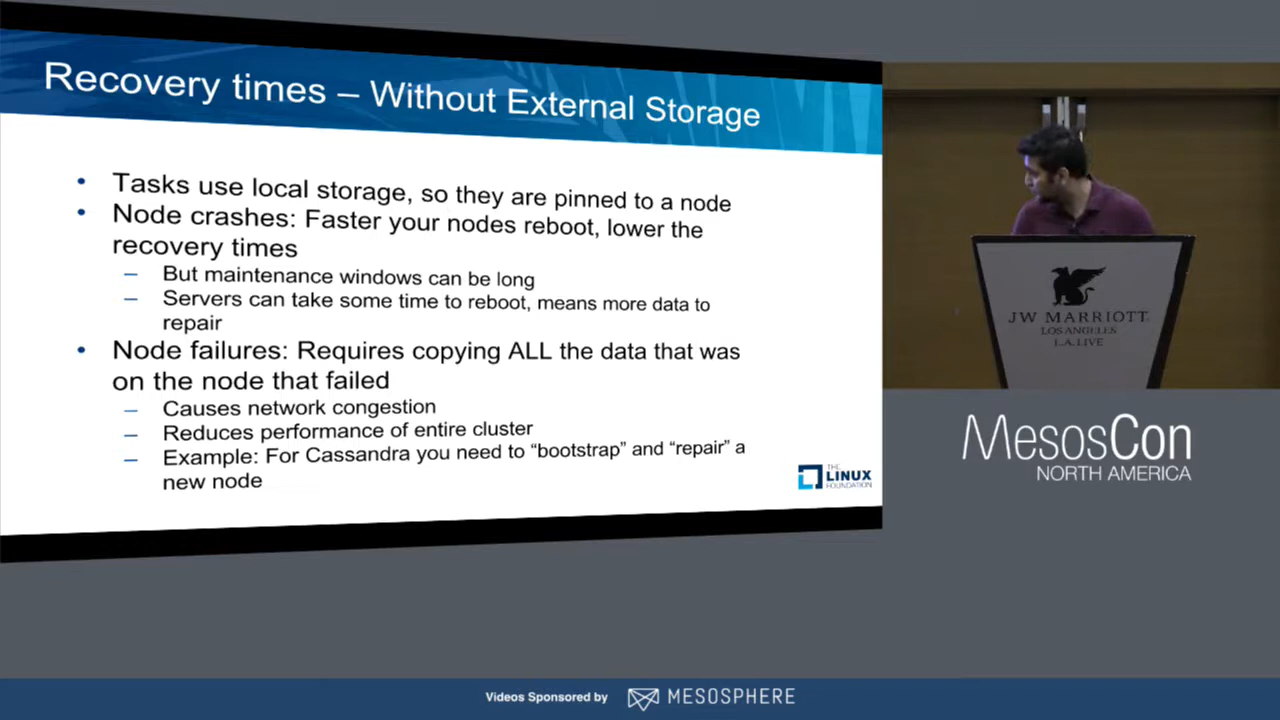 Recovery times – Without External Storage
• Tasks use local storage, so they are pinned to a node
• Node crashes: Faster your nodes reboot, lower the
recovery times
– But maintenance windows can be long
– Servers can take some time to reboot, means more data to
repair
• Node failures: Requires copying ALL the data that was
on the node that failed
– Causes network congestion
– Reduces performance of entire cluster
– Example: For Cassandra you need to “bootstrap” and “repair” a
new node
THE
LINUX
FOUNDATION
JW MARRIOTT
LOS ANGELES
L.A. LIVE
MesosCon
NORTH AMERICA
Videos Sponsored by MESOSPHERE